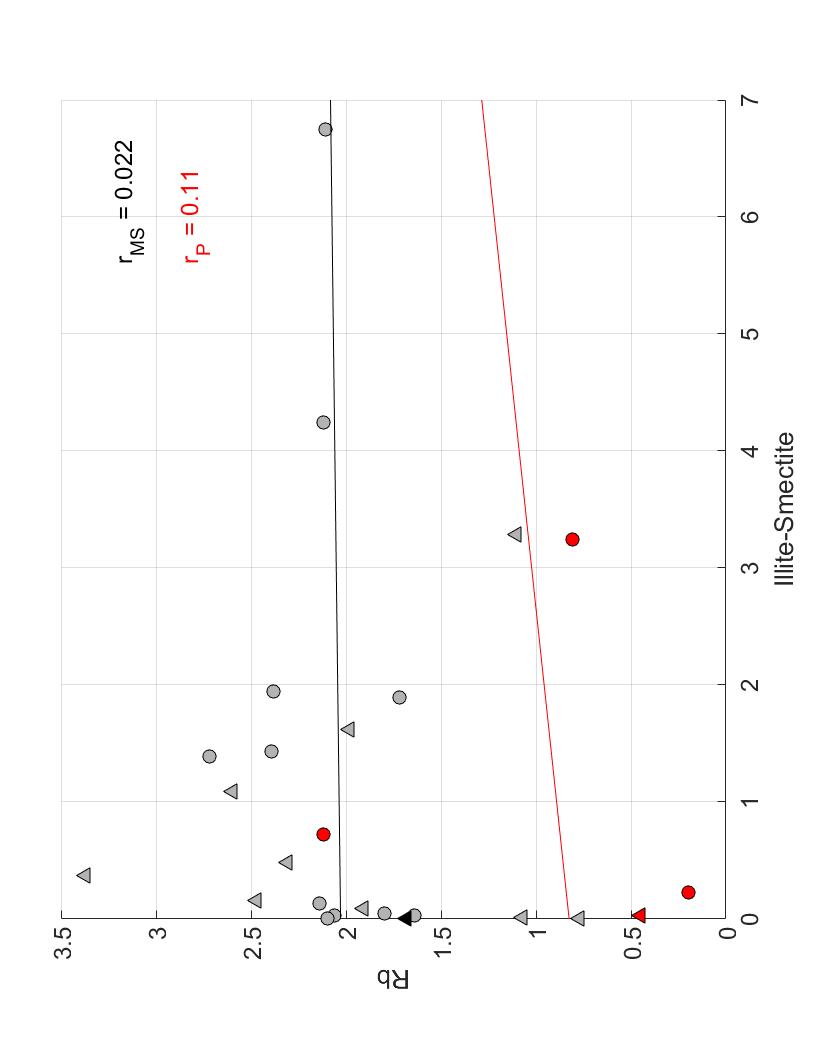 3.5
3
2.5
2
1.5
1
0.5
0
Rb
r_MS = 0.022
r_P = 0.11
0 1 2 3 4 5 6 7
Illite-Smectite